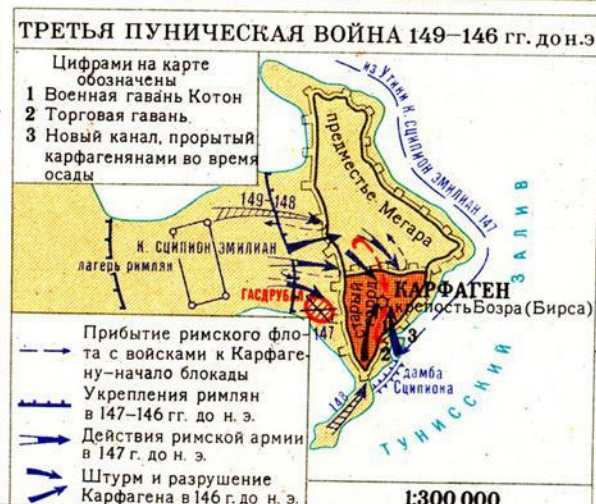 ТРЕТЬЯ ПУНИЧЕСКАЯ ВОЙНА 149–146 гг. до н.э
Цифрами на карте
обозначены
1 Военная гавань Котон
2 Торговая гавань
3 Новый канал, прорытый
карфагенянами во время
осады
из Утики К. СЦИПИОН ЭМИЛИАН 147
предместье Мегара
149-148
К. СЦИПИОН ЭМИЛИАН
лагерь римлян
ГАСДРУБАЛ
147
старый
город
КАРФАГЕН
крепость Бозра (Бирса)
1
2
3
дамба
Сципиона
148
ТУНИССКИЙ ЗАЛИВ
Прибытие римского фло-
та с войсками к Карфаге-
ну—начало блокады
Укрепления римлян
в 147–146 гг. до н. э.
Действия римской армии
в 147 г. до н. э.
Штурм и разрушение
Карфагена в 146 г. до н. э.
1:300 000